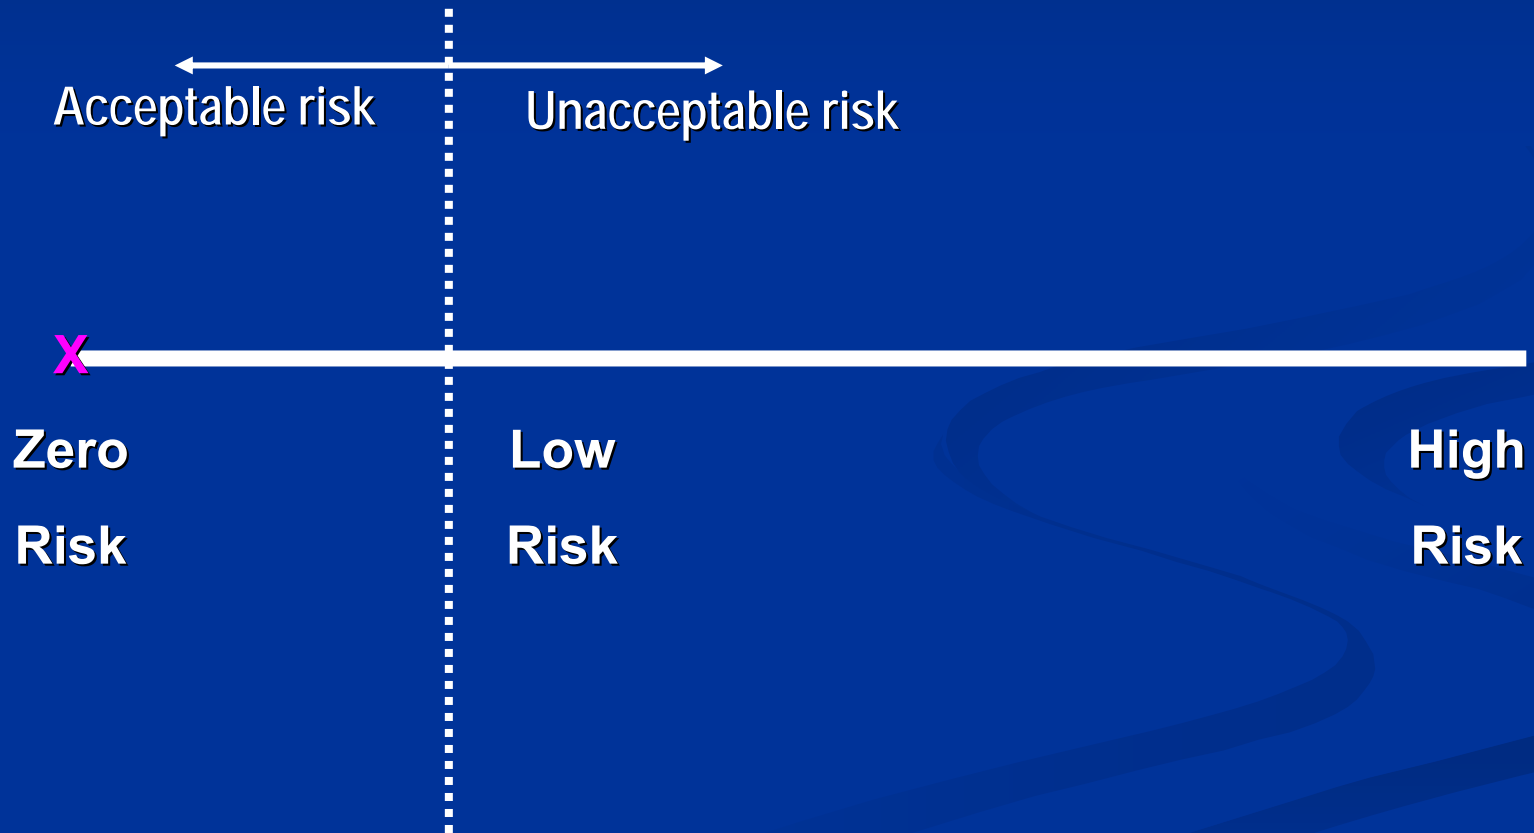 Acceptable risk
Unacceptable risk
X
Zero Risk
Low Risk
High Risk